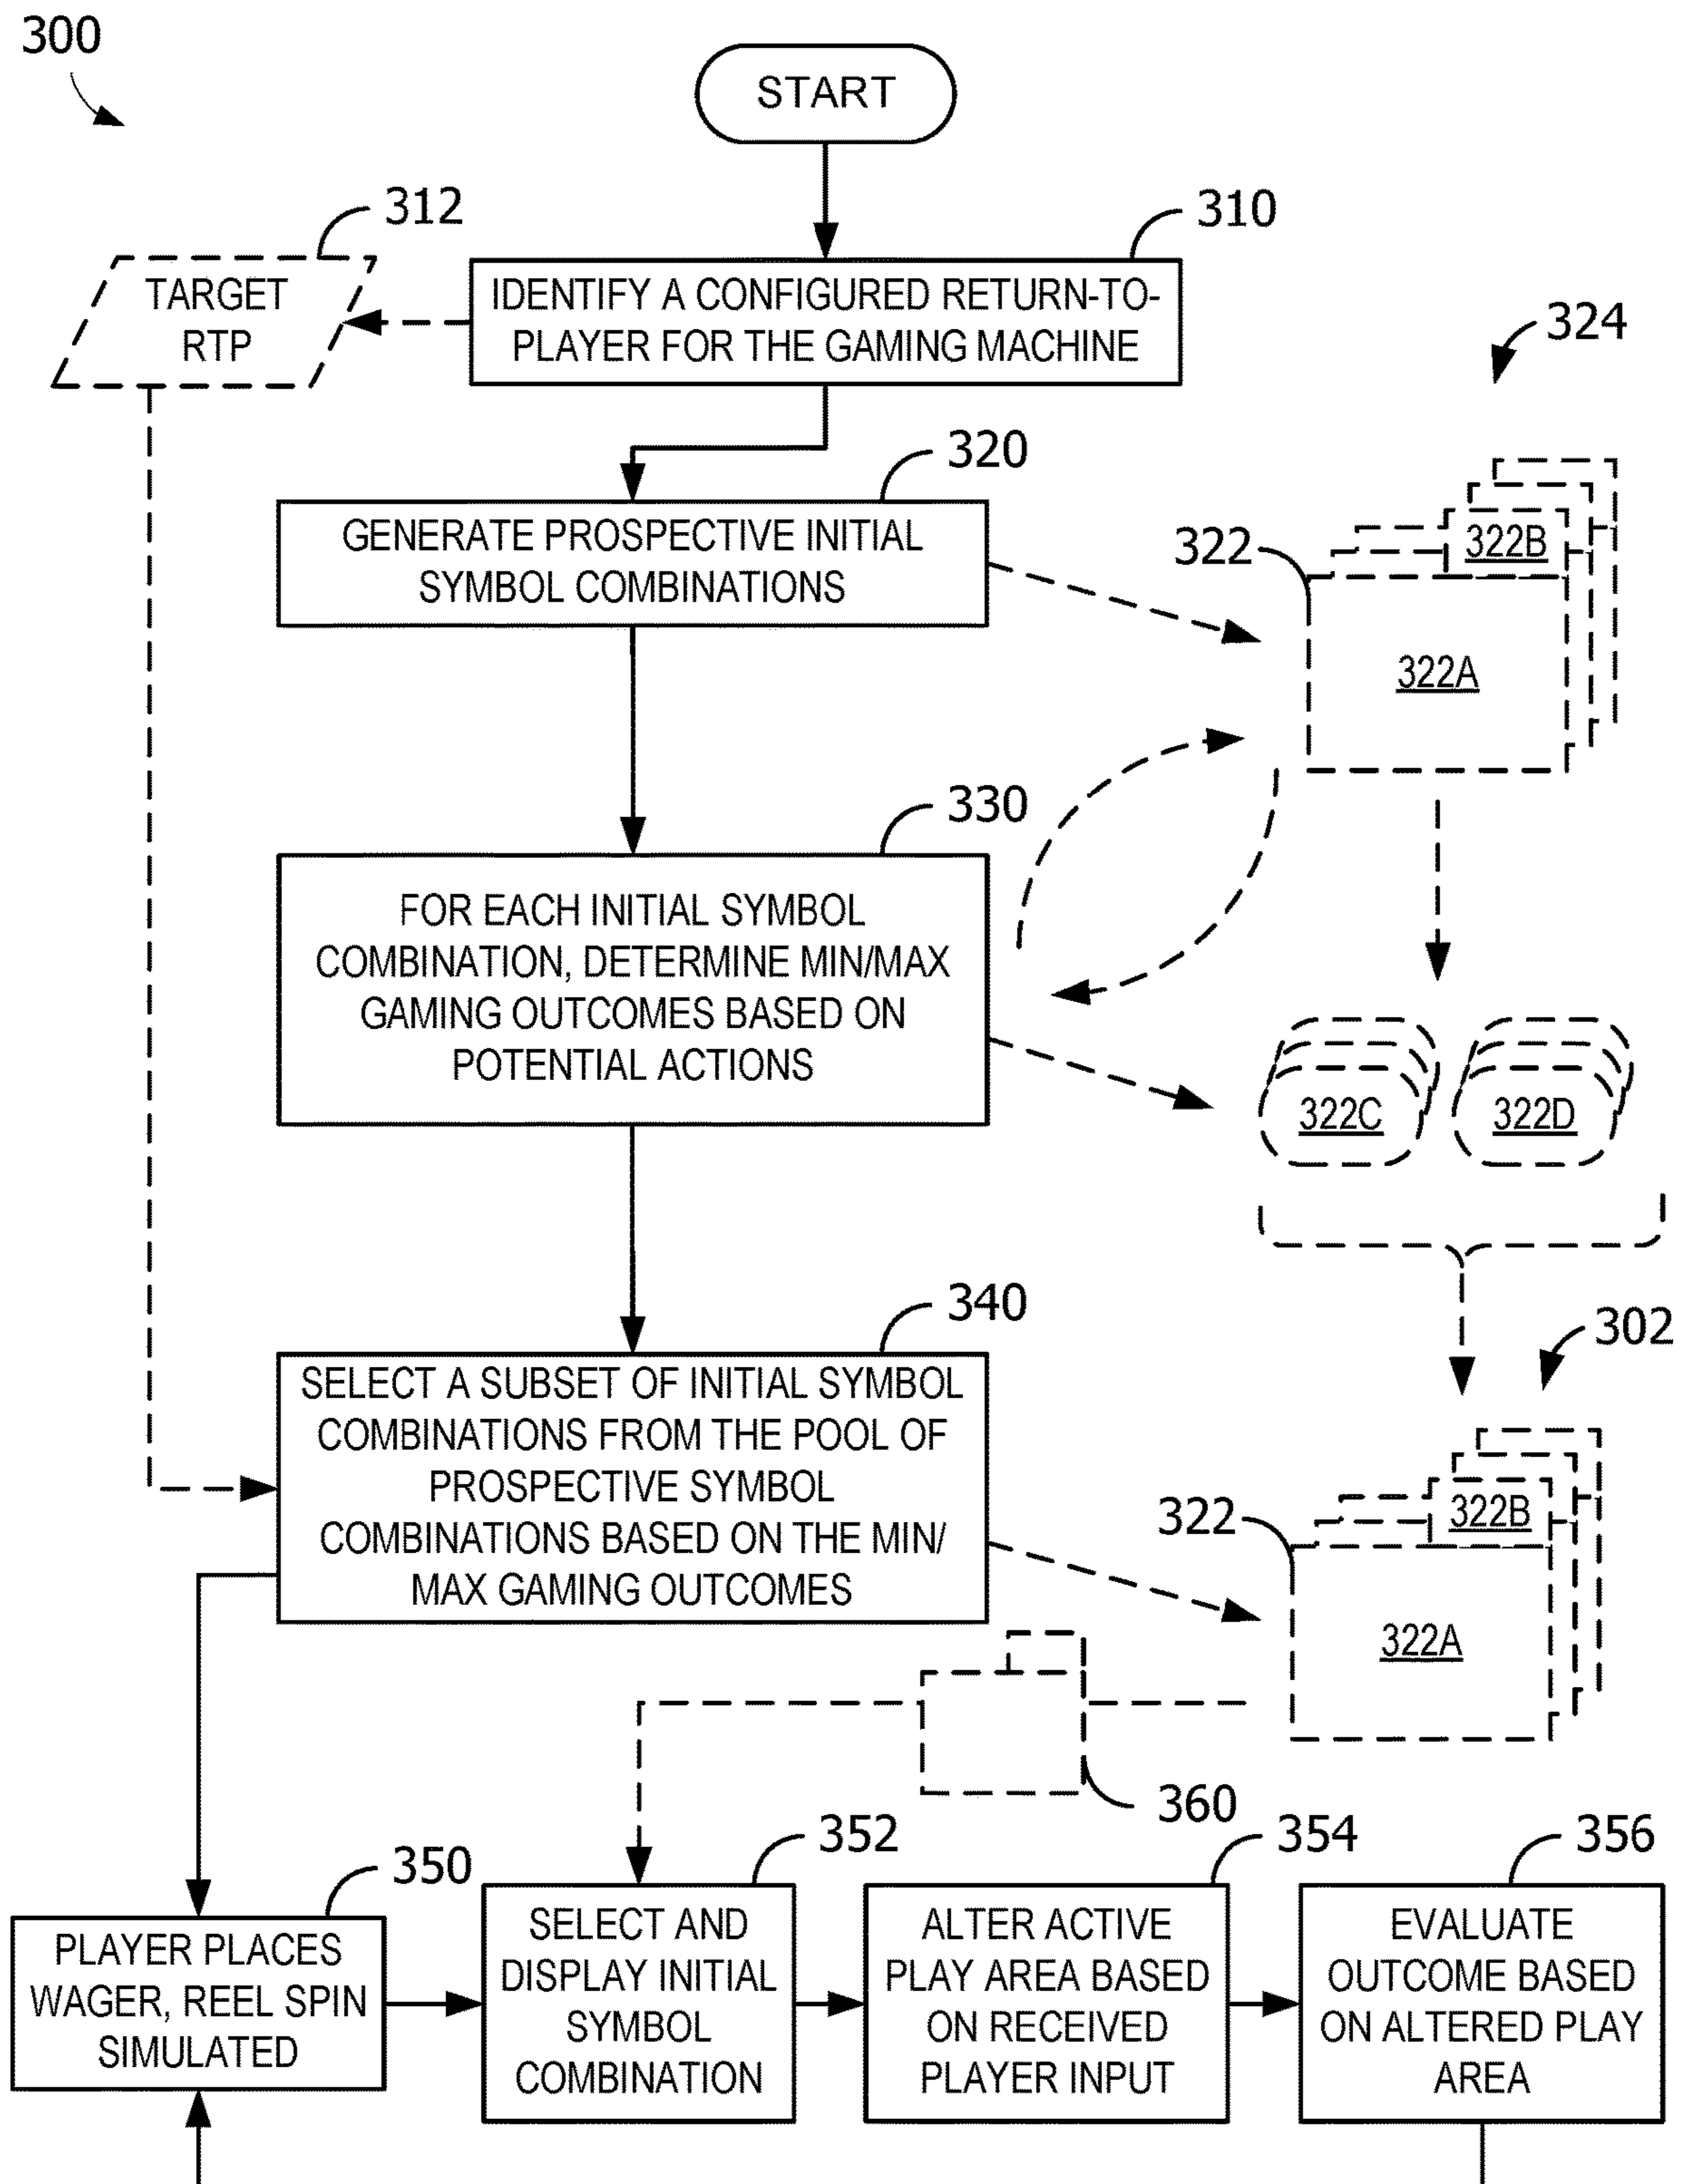 300
START
312
310
TARGET
RTP
IDENTIFY A CONFIGURED RETURN-TO-
PLAYER FOR THE GAMING MACHINE
324
320
GENERATE PROSPECTIVE INITIAL
SYMBOL COMBINATIONS
322
322B
322A
330
FOR EACH INITIAL SYMBOL
COMBINATION, DETERMINE MIN/MAX
GAMING OUTCOMES BASED ON
POTENTIAL ACTIONS
322C
322D
340
302
SELECT A SUBSET OF INITIAL SYMBOL
COMBINATIONS FROM THE POOL OF
PROSPECTIVE SYMBOL
COMBINATIONS BASED ON THE MIN/
MAX GAMING OUTCOMES
322
322B
322A
360
350
352
354
356
PLAYER PLACES
WAGER, REEL SPIN
SIMULATED
SELECT AND
DISPLAY INITIAL
SYMBOL
COMBINATION
ALTER ACTIVE
PLAY AREA BASED
ON RECEIVED
PLAYER INPUT
EVALUATE
OUTCOME BASED
ON ALTERED PLAY
AREA